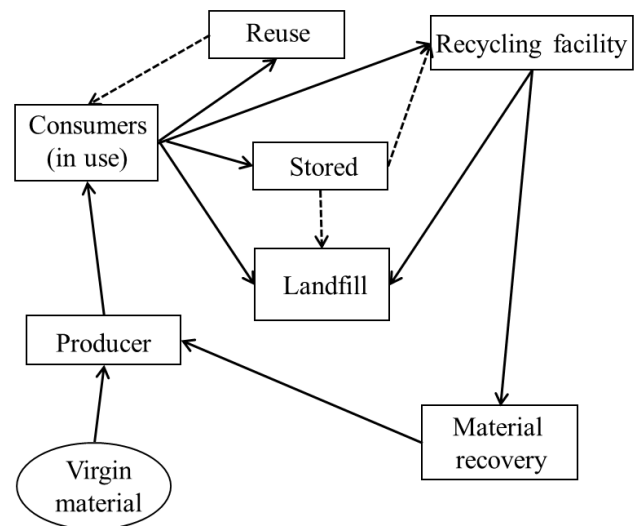 Reuse
Recycling facility
Consumers
(in use)
Stored
Landfill
Producer
Material
recovery
Virgin
material